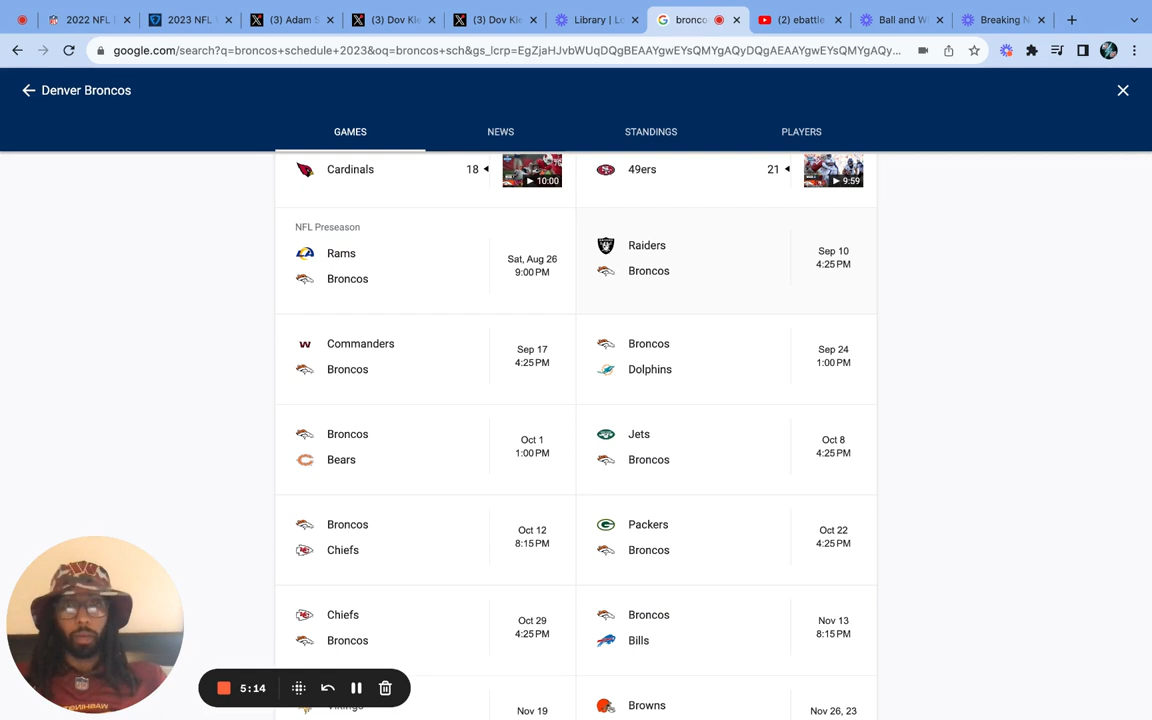 2022 NFL
2023 NFL
(3) Adam S
(3) Dov Kle
(3) Dov Kle
Library | Lo
bronco
(2) ebattle
Ball and W
Breaking N
google.com/search?q=broncos+schedule+2023&oq=broncos+sch&gs_lcrp=EgZjaHJvbWUqDQgBEAAYgwEYsQMYgAQyDQgAEAAYgwEYsQMYgAQyDQgBEAAYgwEYsQMYgAQy...
Denver Broncos
GAMES
NEWS
STANDINGS
PLAYERS
Cardinals 18
10:00
49ers 21
9:59
NFL Preseason
Rams
Broncos
Sat, Aug 26
9:00 PM
Raiders
Broncos
Sep 10
4:25 PM
Commanders
Broncos
Sep 17
4:25 PM
Broncos
Dolphins
Sep 24
1:00 PM
Broncos
Bears
Oct 1
1:00 PM
Jets
Broncos
Oct 8
4:25 PM
Broncos
Chiefs
Oct 12
8:15 PM
Packers
Broncos
Oct 22
4:25 PM
Chiefs
Broncos
Oct 29
4:25 PM
Broncos
Bills
Nov 13
8:15 PM
Vikings
Nov 19
Browns
Nov 26, 23
5:14